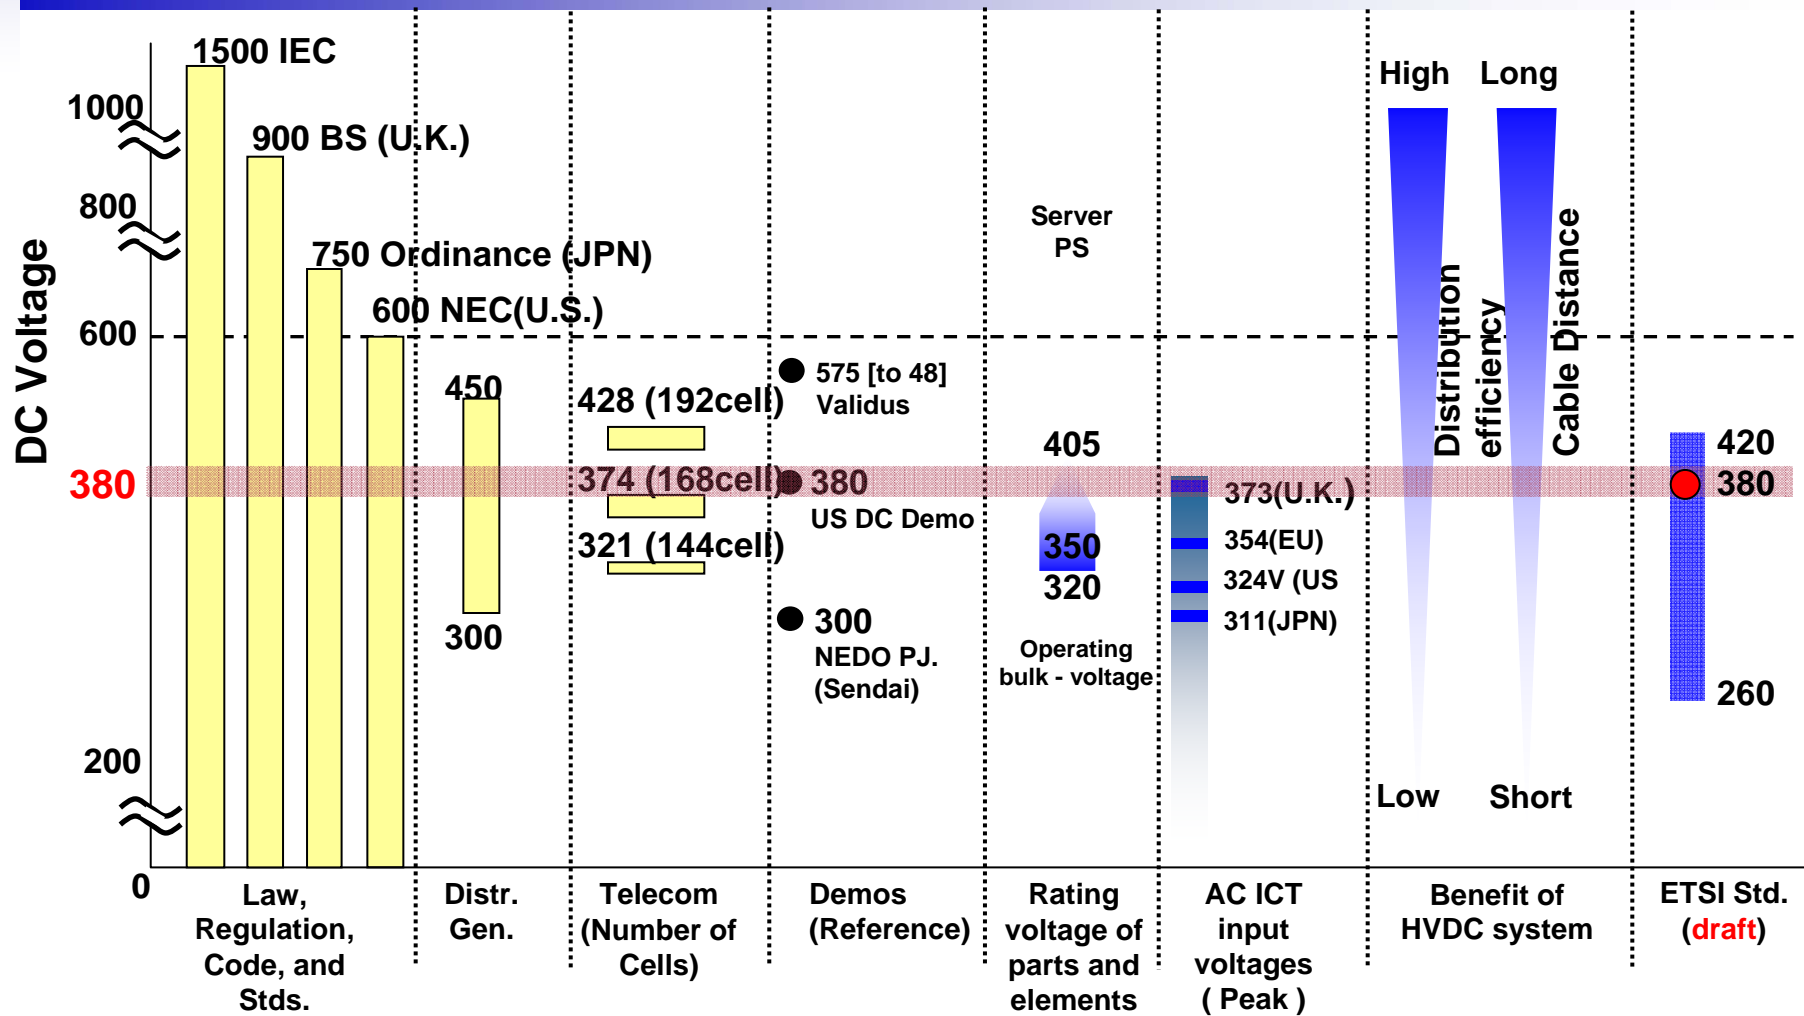 DC Voltage
1000
800
600
380
200
0
1500 IEC
900 BS (U.K.)
750 Ordinance (JPN)
600 NEC(U.S.)
Law,
Regulation,
Code, and
Stds.
450
300
Distr.
Gen.
428 (192cell)
374 (168cell)
321 (144cell)
Telecom
(Number of
Cells)
575 [to 48]
Validus
380
US DC Demo
300
NEDO PJ.
(Sendai)
Demos
(Reference)
Server
PS
405
350
320
Operating
bulk - voltage
Rating
voltage of
parts and
elements
373(U.K.)
354(EU)
324V (US
311(JPN)
AC ICT
input
voltages
( Peak )
High
Long
Distribution
efficiency
Cable Distance
Low
Short
Benefit of
HVDC system
420
380
260
ETSI Std.
(draft)